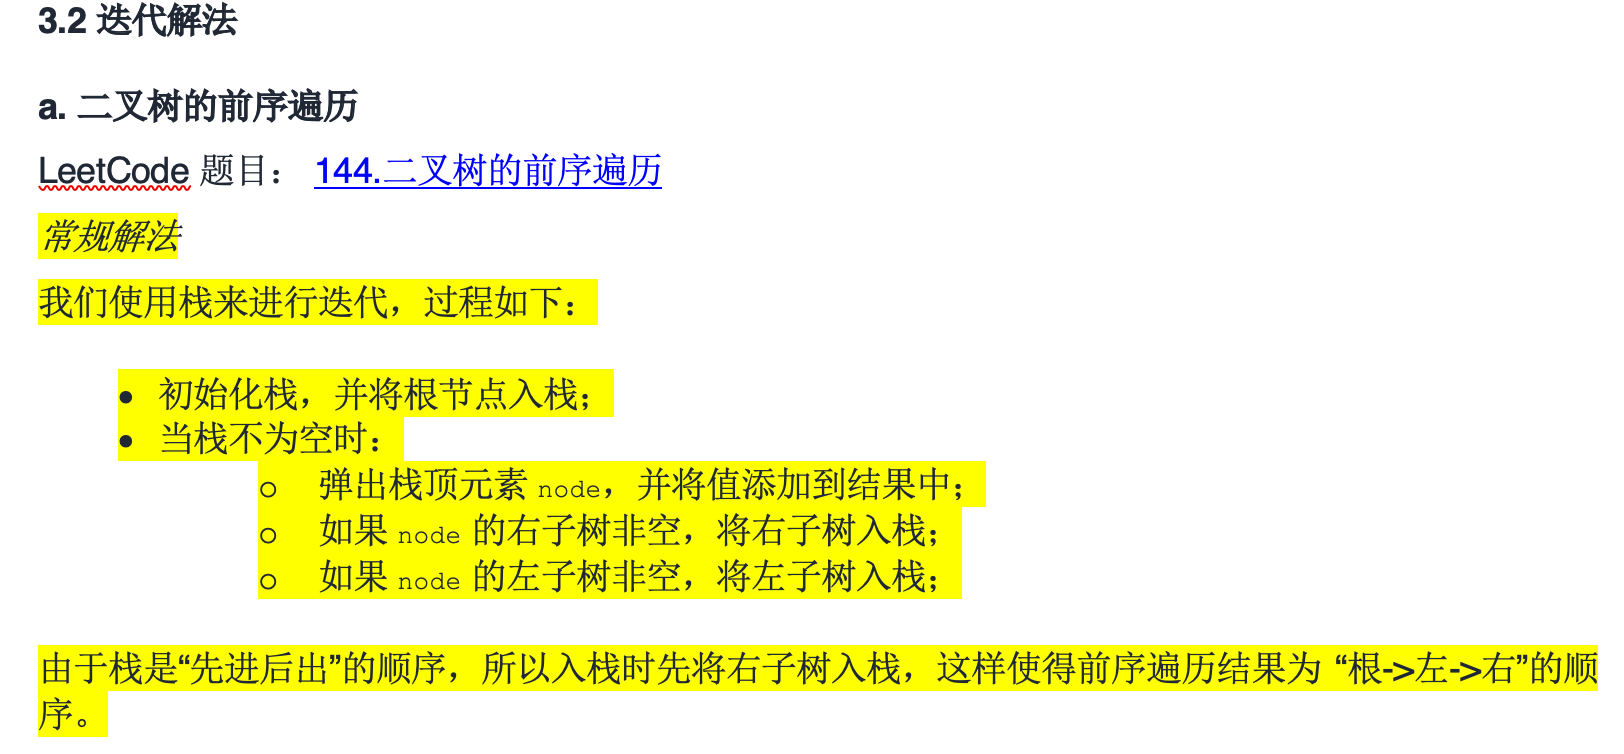 3.2 迭代解法
a. 二叉树的前序遍历
LeetCode 题目： 144.二叉树的前序遍历
常规解法
我们使用栈来进行迭代，过程如下：
● 初始化栈，并将根节点入栈；
● 当栈不为空时：
o 弹出栈顶元素 node，并将值添加到结果中；
o 如果 node 的右子树非空，将右子树入栈；
o 如果 node 的左子树非空，将左子树入栈；
由于栈是“先进后出”的顺序，所以入栈时先将右子树入栈，这样使得前序遍历结果为 “根->左->右”的顺
序。